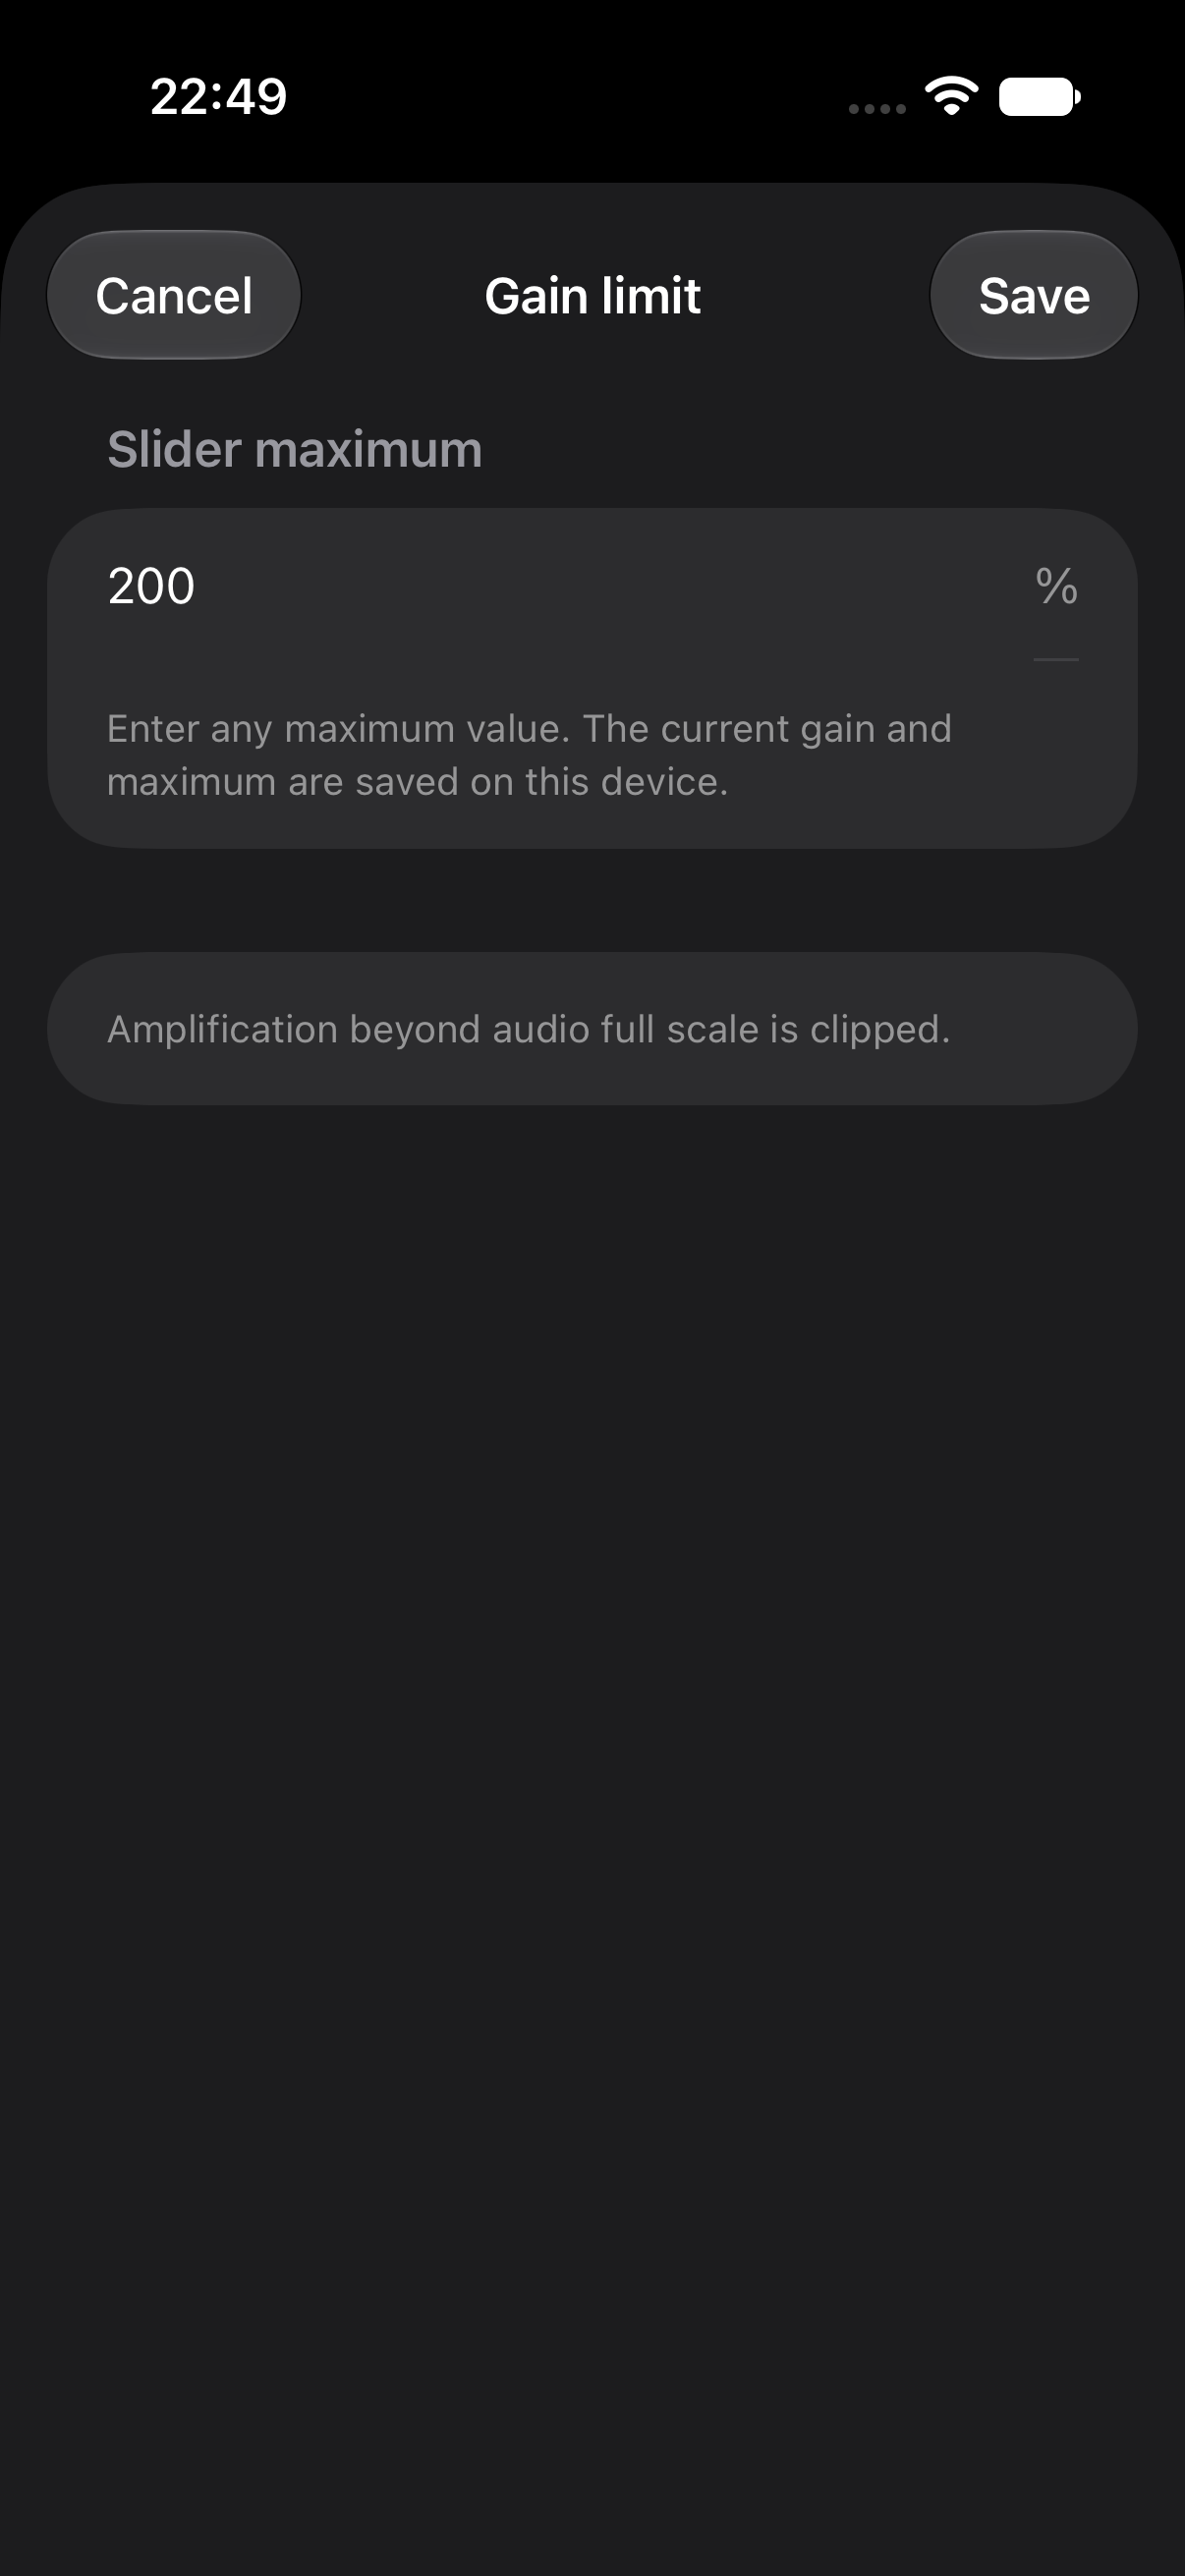 22:49
Cancel
Gain limit
Save
Slider maximum
200
%
Enter any maximum value. The current gain and
maximum are saved on this device.
Amplification beyond audio full scale is clipped.